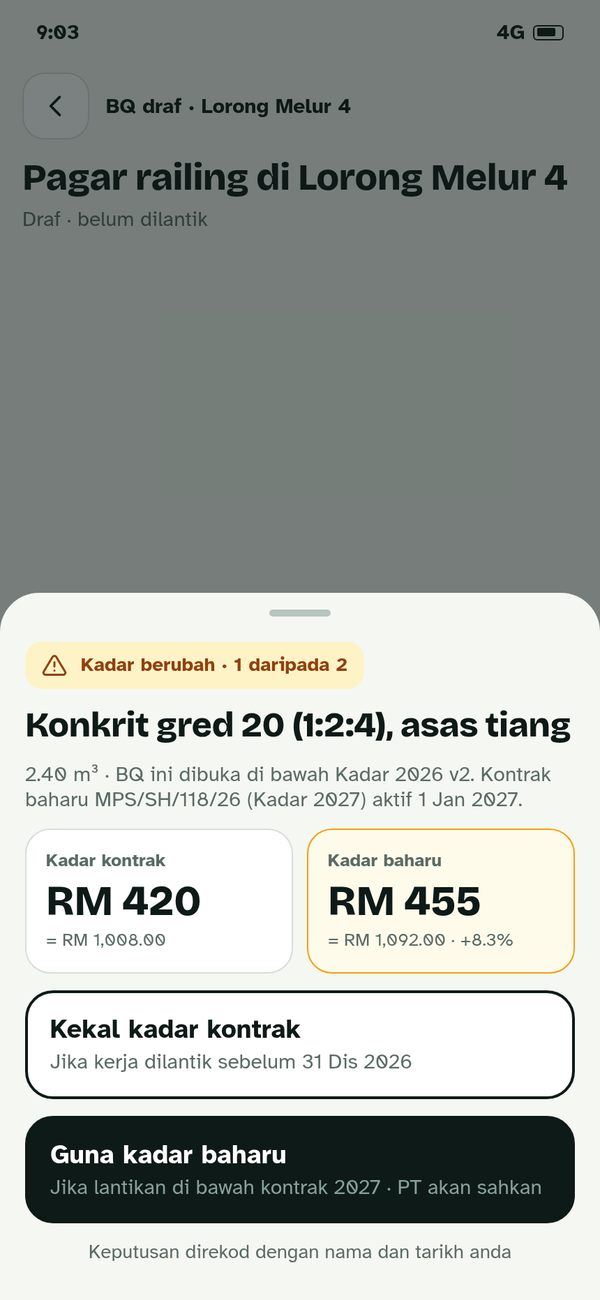 9:03
4G
BQ draf · Lorong Melur 4
Pagar railing di Lorong Melur 4
Draf · belum dilantik
Kadar berubah · 1 daripada 2
Konkrit gred 20 (1:2:4), asas tiang
2.40 m³ · BQ ini dibuka di bawah Kadar 2026 v2. Kontrak
baharu MPS/SH/118/26 (Kadar 2027) aktif 1 Jan 2027.
Kadar kontrak
RM 420
= RM 1,008.00
Kadar baharu
RM 455
= RM 1,092.00 · +8.3%
Kekal kadar kontrak
Jika kerja dilantik sebelum 31 Dis 2026
Guna kadar baharu
Jika lantikan di bawah kontrak 2027 · PT akan sahkan
Keputusan direkod dengan nama dan tarikh anda